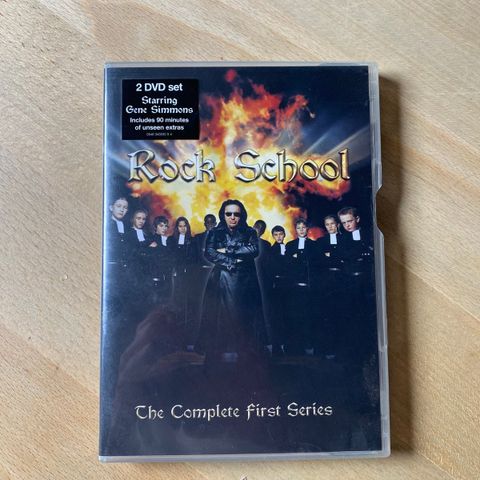 2 DVD set
Starring
Gene Simmons
Includes 90 minutes
of unseen extras
Rock School
The Complete First Series